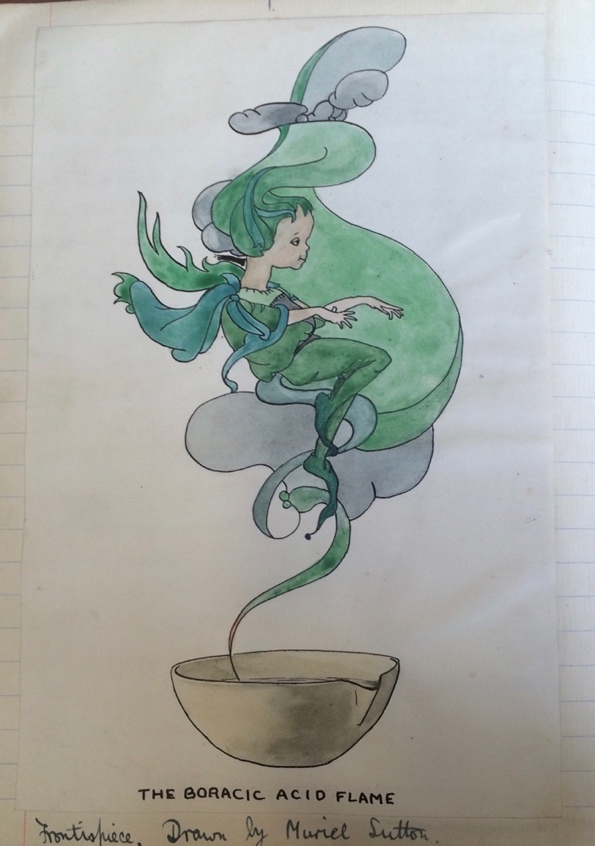 THE BORACIC ACID FLAME
Frontispiece. Drawn by Muriel Sutton.